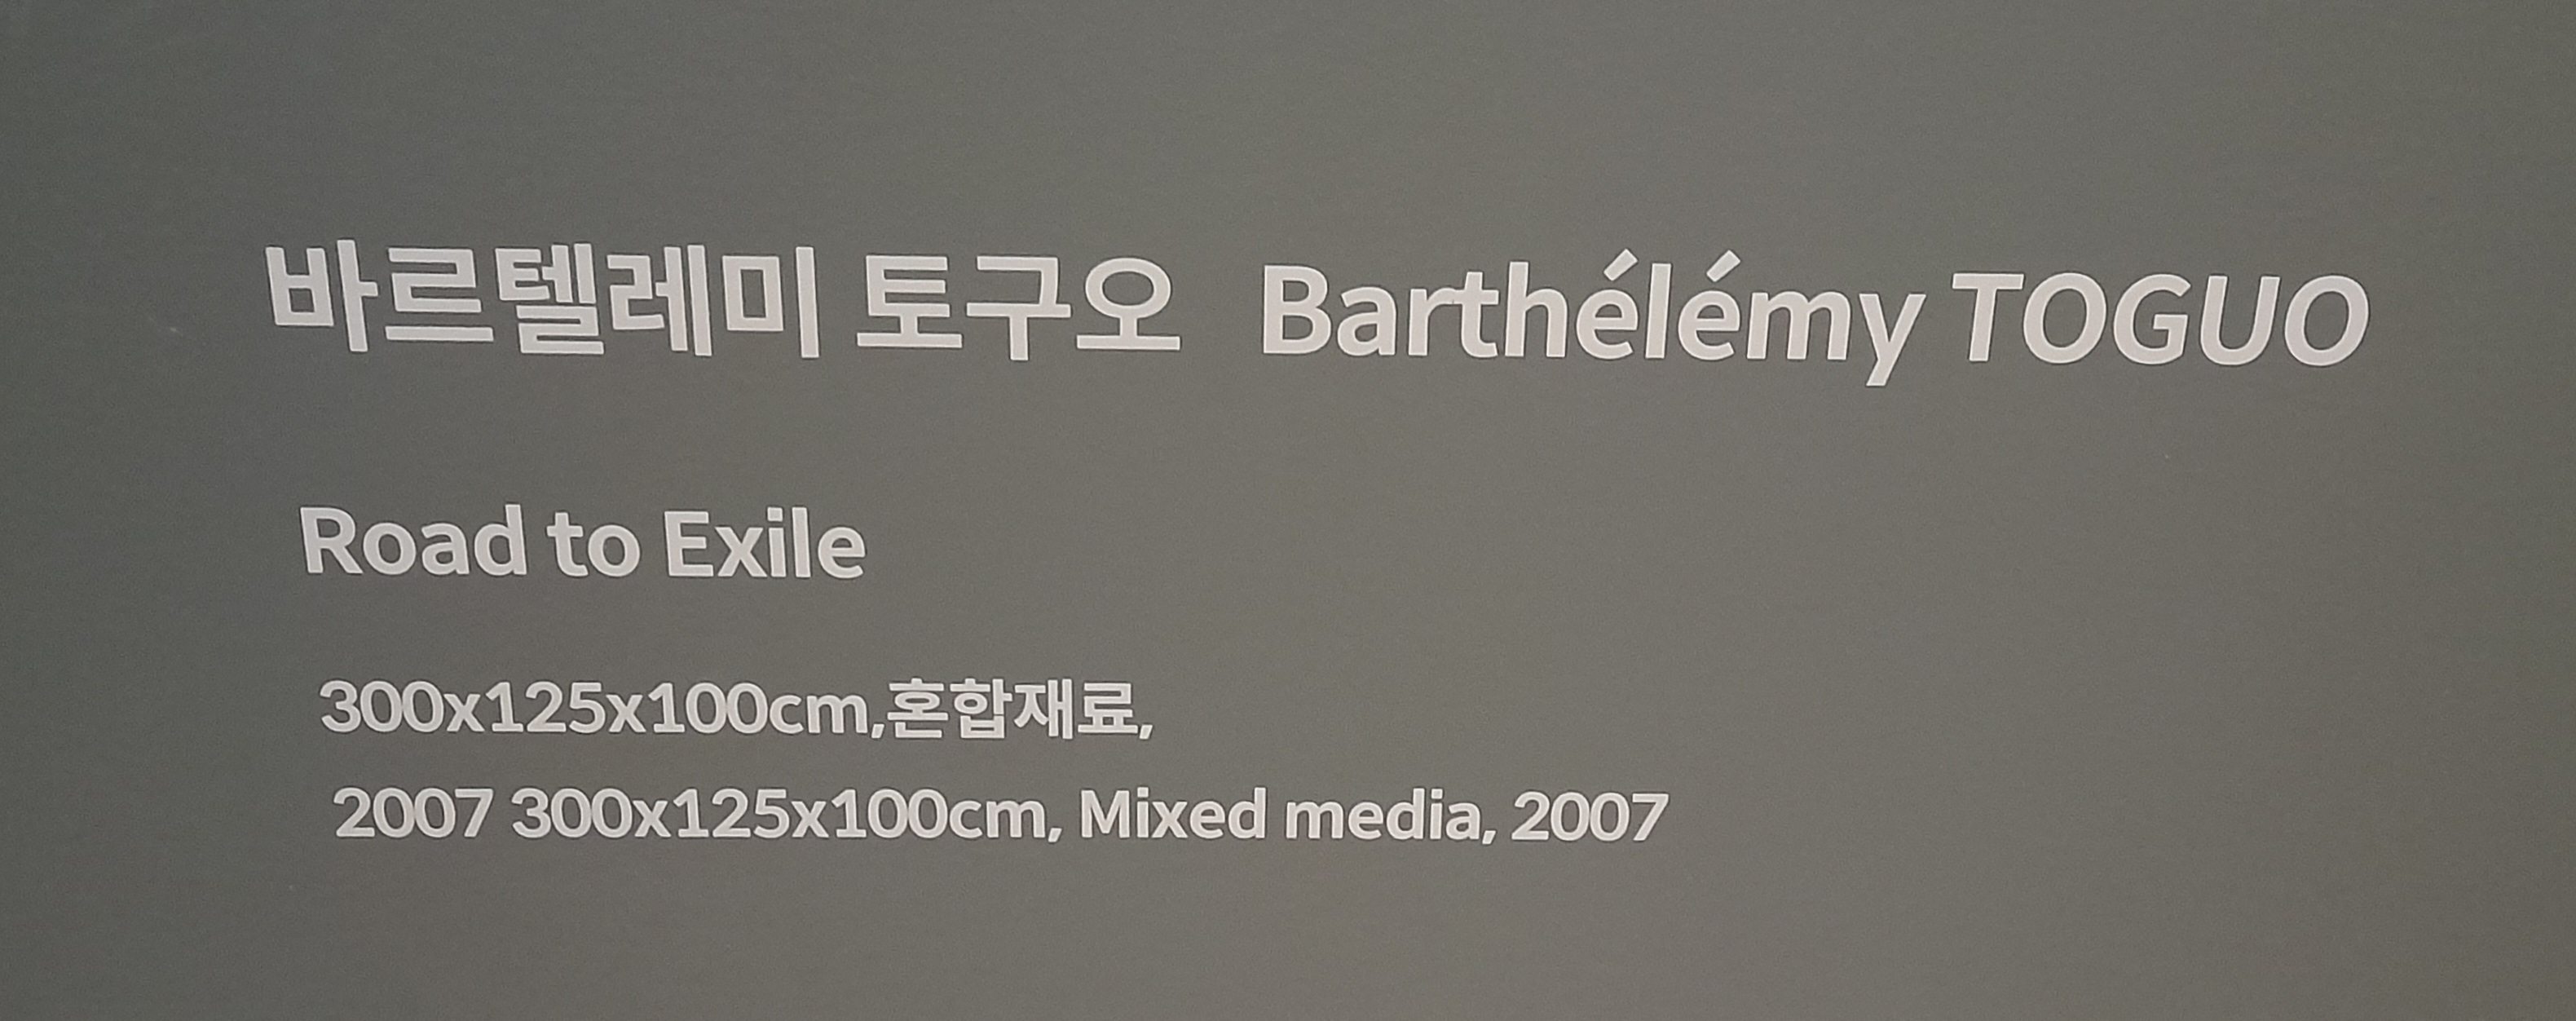 바르텔레미 토구오 Barthélémy TOGUO
Road to Exile
300x125x100cm,혼합재료,
2007 300x125x100cm, Mixed media, 2007